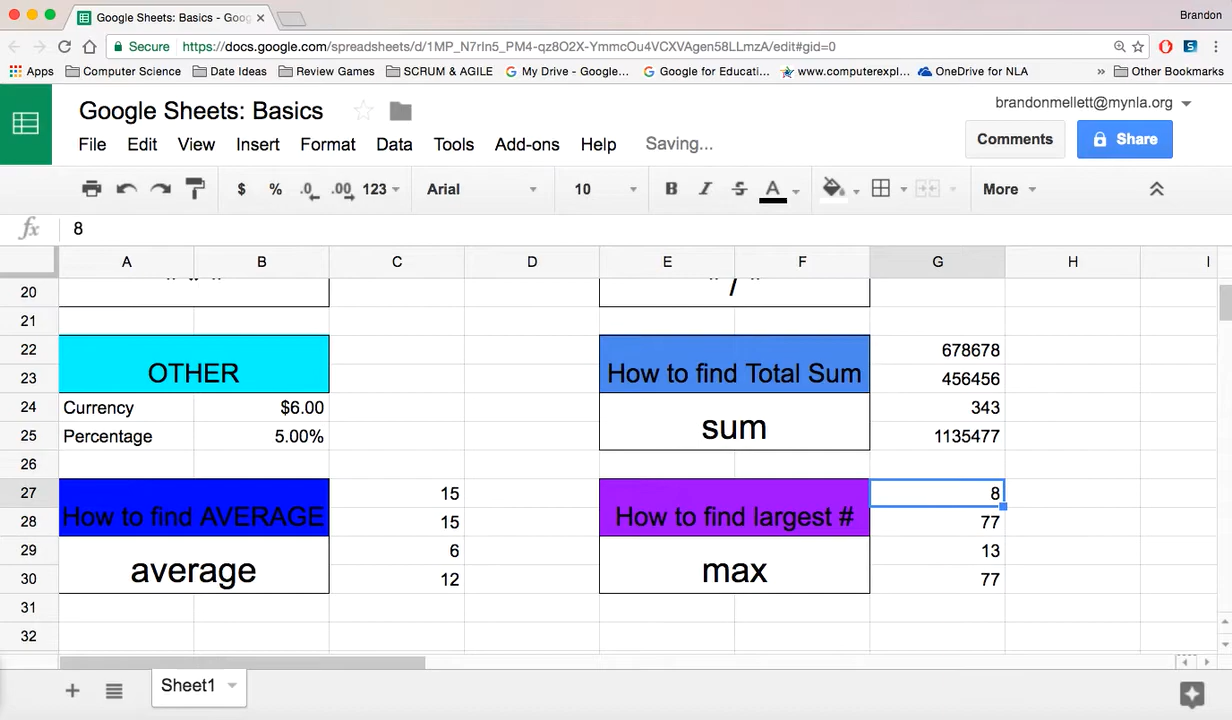 Google Sheets: Basics - Goog
Brandon
Secure
https://docs.google.com/spreadsheets/d/1MP_N7rIn5_PM4-qz8O2X-YmmcOu4VCXVAgen58LLmzA/edit#gid=0
Apps Computer Science Date Ideas Review Games SCRUM & AGILE My Drive - Google... Google for Educati... www.computerexpl... OneDrive for NLA » Other Bookmarks
Google Sheets: Basics
brandonmellett@mynla.org
File Edit View Insert Format Data Tools Add-ons Help Saving...
Comments Share
$ % .0 .00 123 Arial 10 B I S A More
fx 8
A B C D E F G H I
20 "/"
21
22 678678
23 OTHER How to find Total Sum 456456
24 Currency $6.00 343
25 Percentage 5.00% sum 1135477
26
27 15 8
28 How to find AVERAGE 15 How to find largest # 77
29 6 13
30 average 12 max 77
31
32
Sheet1